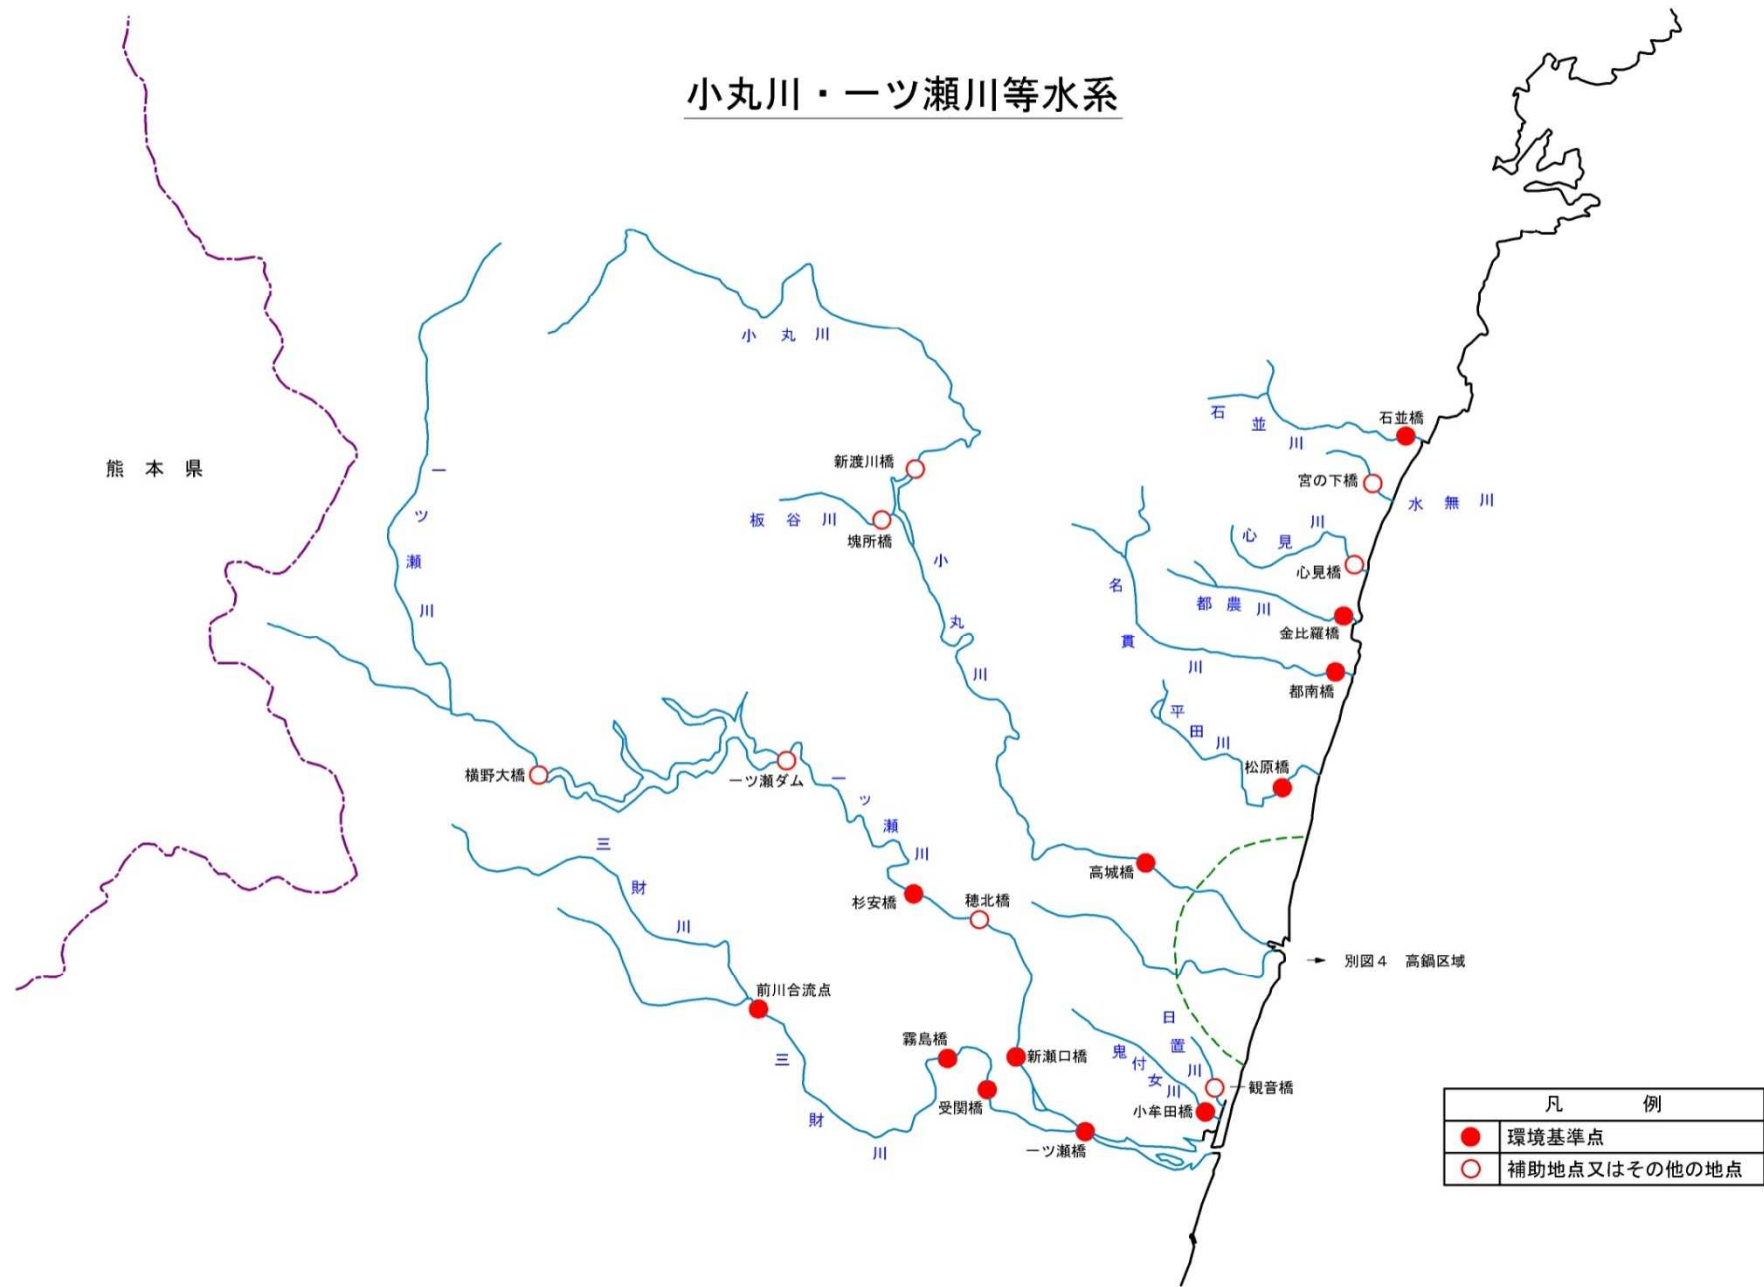 小丸川・一ツ瀬川等水系
小丸川
石並川
石並橋
熊本県
新渡川橋
宮の下橋
水無川
一ツ瀬川
板谷川
塊所橋
心見川
心見橋
小丸川
名貫川
都農川
金比羅橋
都南橋
平田川
松原橋
横野大橋
一ツ瀬ダム
一ツ瀬川
三財川
高城橋
杉安橋
穂北橋
別図4 高鍋区域
前川合流点
日置川
霧島橋
新瀬口橋
鬼付女川
三財川
観音橋
受関橋
小牟田橋
一ツ瀬橋
凡例
環境基準点
補助地点又はその他の地点